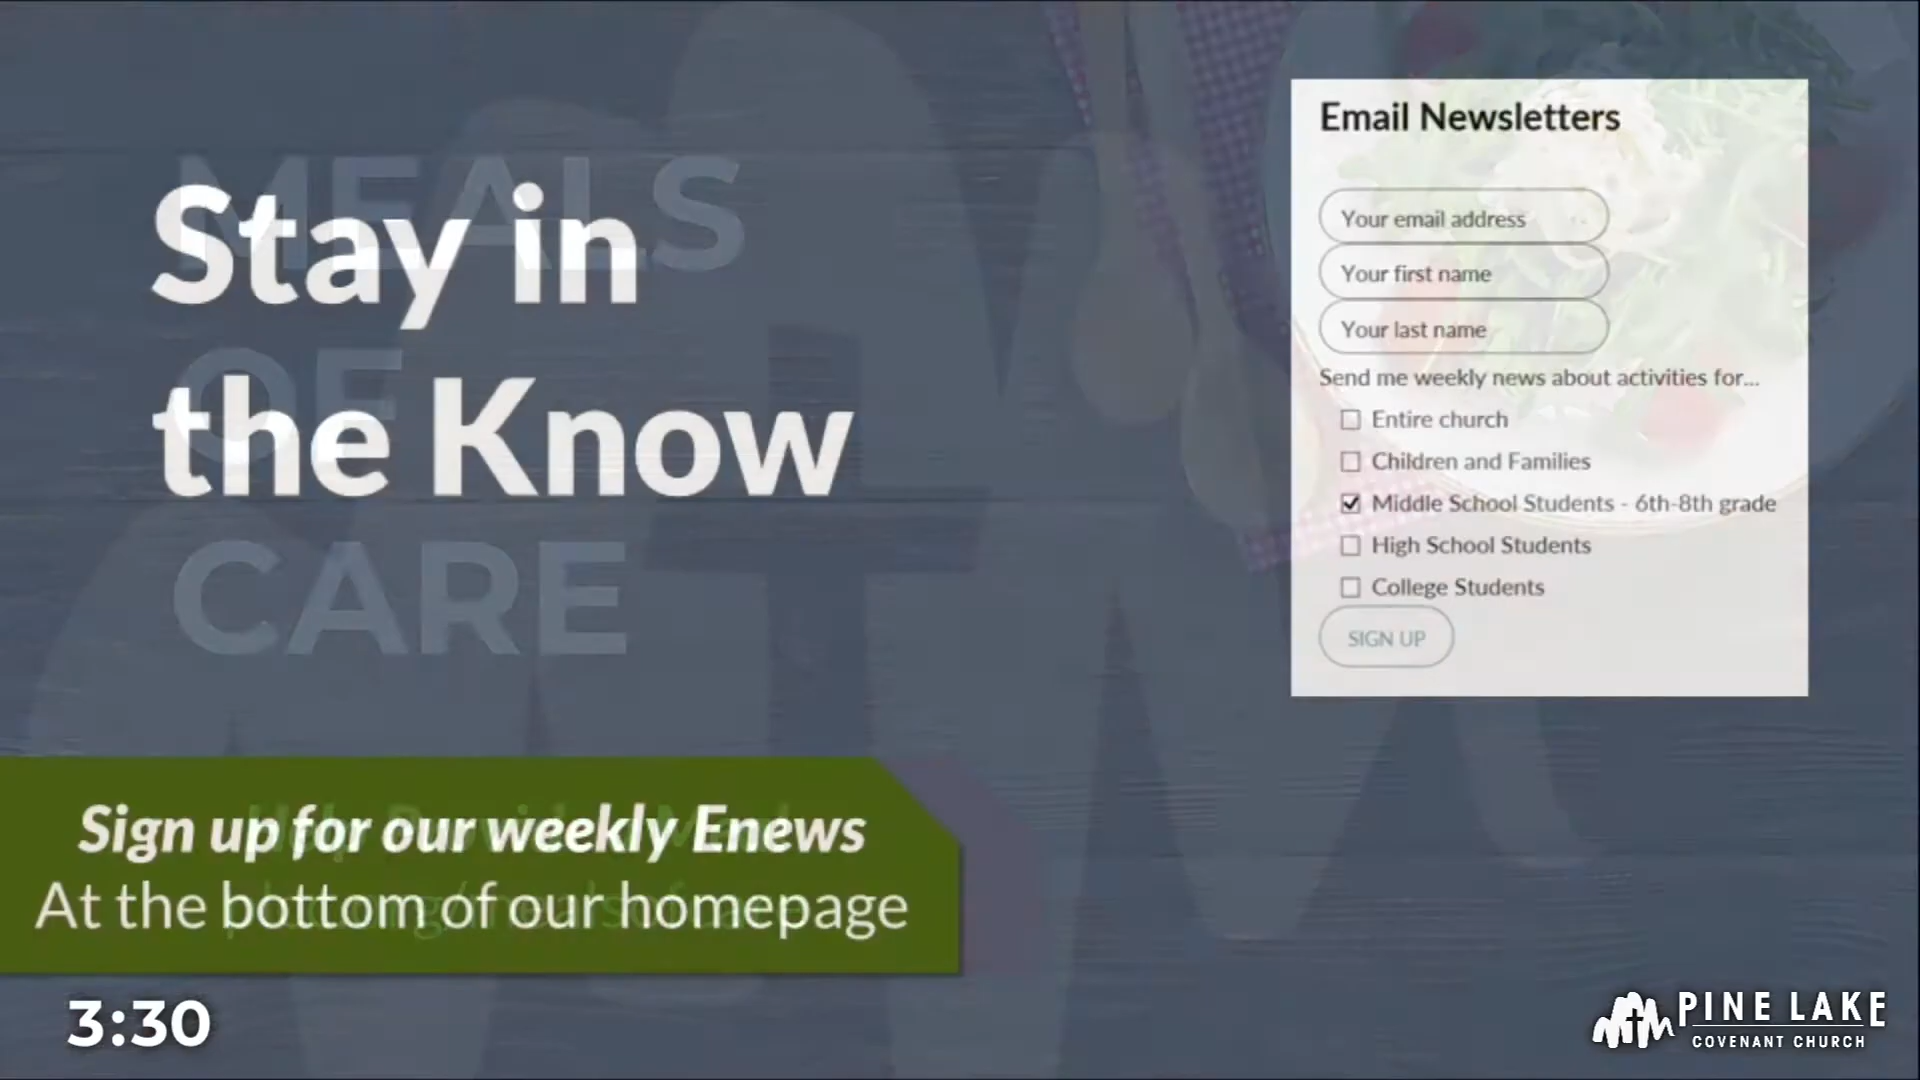 Stay in
the Know
MEALS
OF
CARE
Email Newsletters
Your email address
Your first name
Your last name
Send me weekly news about activities for...
Entire church
Children and Families
Middle School Students - 6th-8th grade
High School Students
College Students
SIGN UP
Sign up for our weekly Enews
At the bottom of our homepage
3:30
PINE LAKE
COVENANT CHURCH